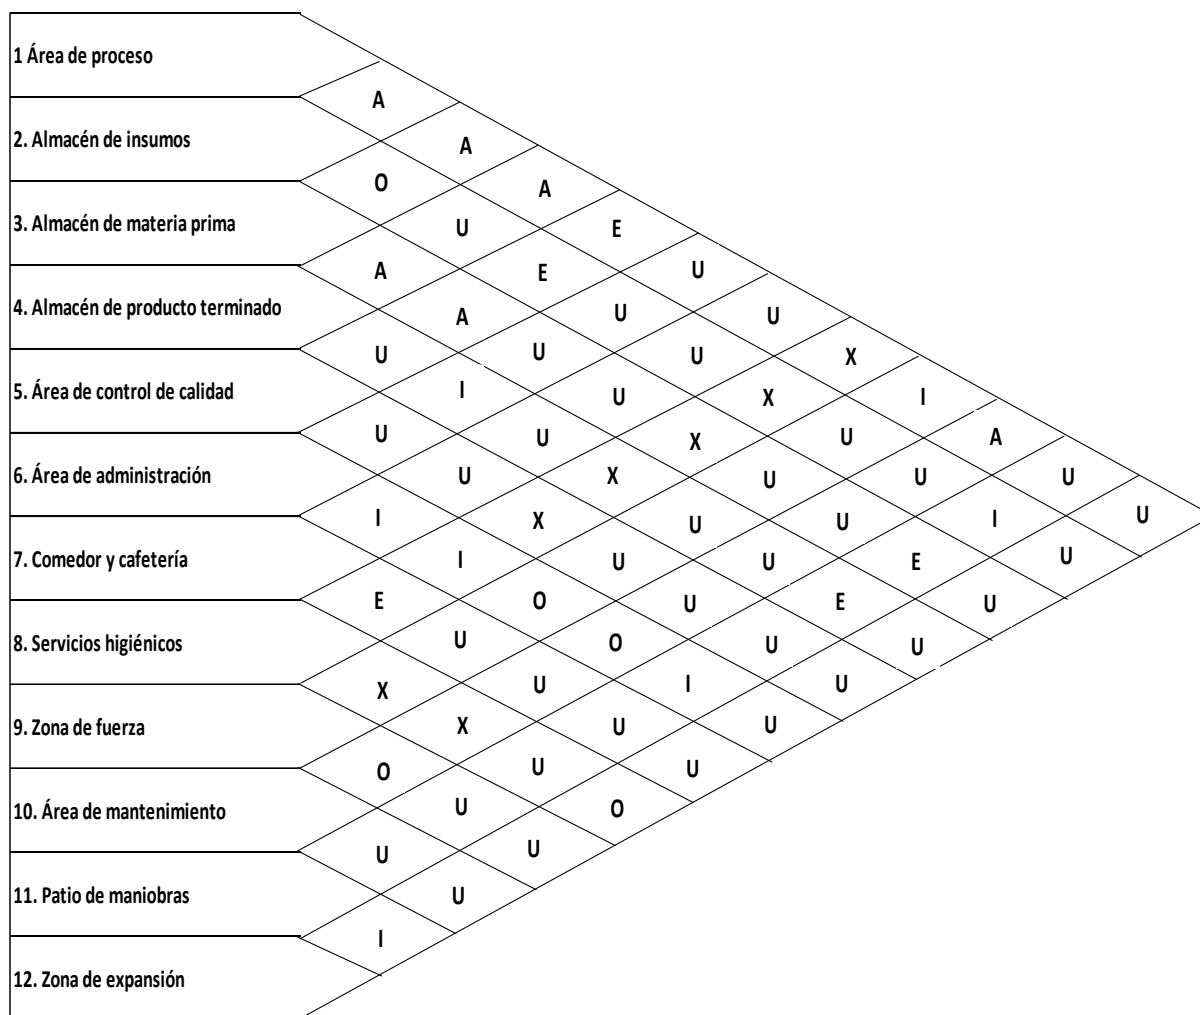 1 Área de proceso
A
2. Almacén de insumos A
O A
3. Almacén de materia prima U E
A E U
4. Almacén de producto terminado A U U
U U U X
5. Área de control de calidad I U X I
U U X U A
6. Área de administración U X U U U
I X U U I U
7. Comedor y cafetería I U U E U
E O U E U
8. Servicios higiénicos U O U U
X U I U
9. Zona de fuerza X U U
O U U
10. Área de mantenimiento U O
U U
11. Patio de maniobras U
I
12. Zona de expansión